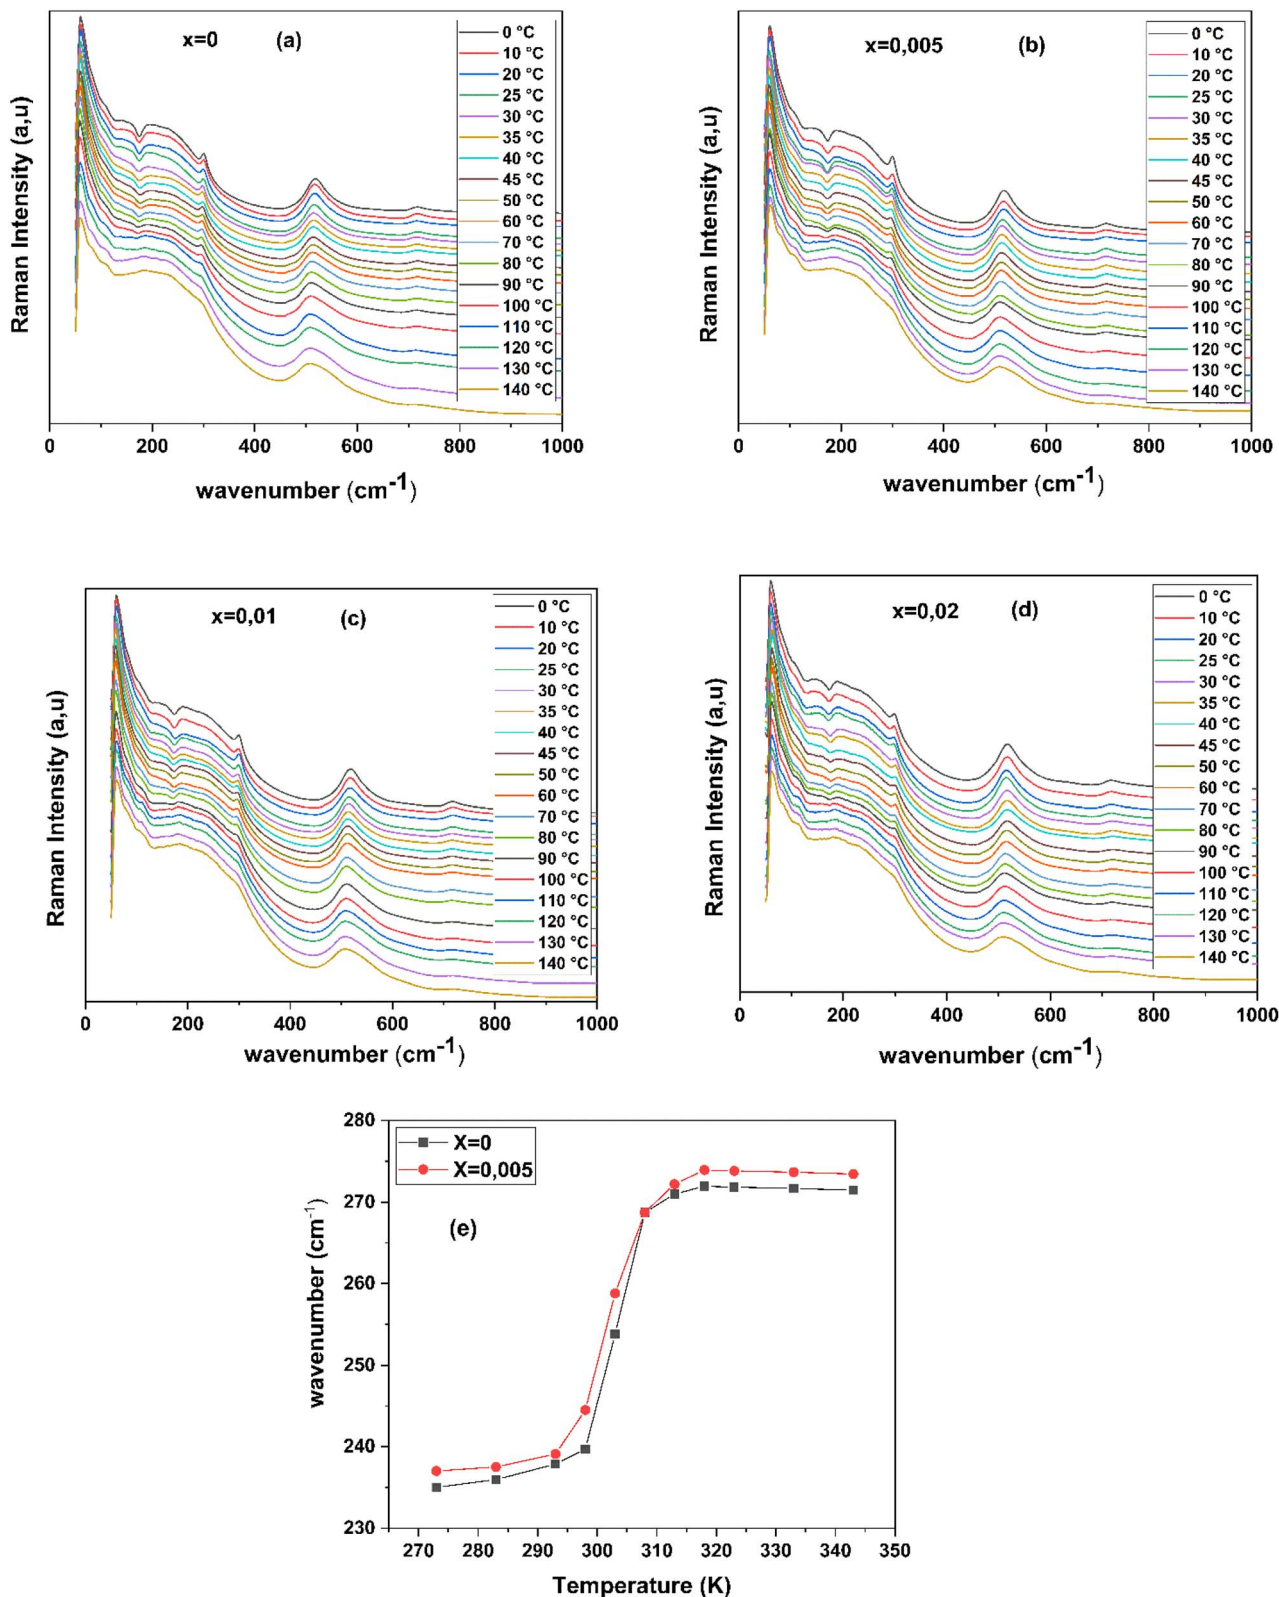 x=0 (a)
0 °C
10 °C
20 °C
25 °C
30 °C
35 °C
40 °C
45 °C
50 °C
60 °C
70 °C
80 °C
90 °C
100 °C
110 °C
120 °C
130 °C
140 °C
Raman Intensity (a,u)
0 200 400 600 800 1000
wavenumber (cm-1)
x=0,005 (b)
0 °C
10 °C
20 °C
25 °C
30 °C
35 °C
40 °C
45 °C
50 °C
60 °C
70 °C
80 °C
90 °C
100 °C
110 °C
120 °C
130 °C
140 °C
Raman Intensity (a,u)
0 200 400 600 800 1000
wavenumber (cm-1)
x=0,01 (c)
0 °C
10 °C
20 °C
25 °C
30 °C
35 °C
40 °C
45 °C
50 °C
60 °C
70 °C
80 °C
90 °C
100 °C
110 °C
120 °C
130 °C
140 °C
Raman Intensity (a,u)
0 200 400 600 800 1000
wavenumber (cm-1)
x=0,02 (d)
0 °C
10 °C
20 °C
25 °C
30 °C
35 °C
40 °C
45 °C
50 °C
60 °C
70 °C
80 °C
90 °C
100 °C
110 °C
120 °C
130 °C
140 °C
Raman Intensity (a,u)
0 200 400 600 800 1000
wavenumber (cm-1)
X=0
X=0,005
(e)
280
270
260
250
240
230
wavenumber (cm-1)
270 280 290 300 310 320 330 340 350
Temperature (K)